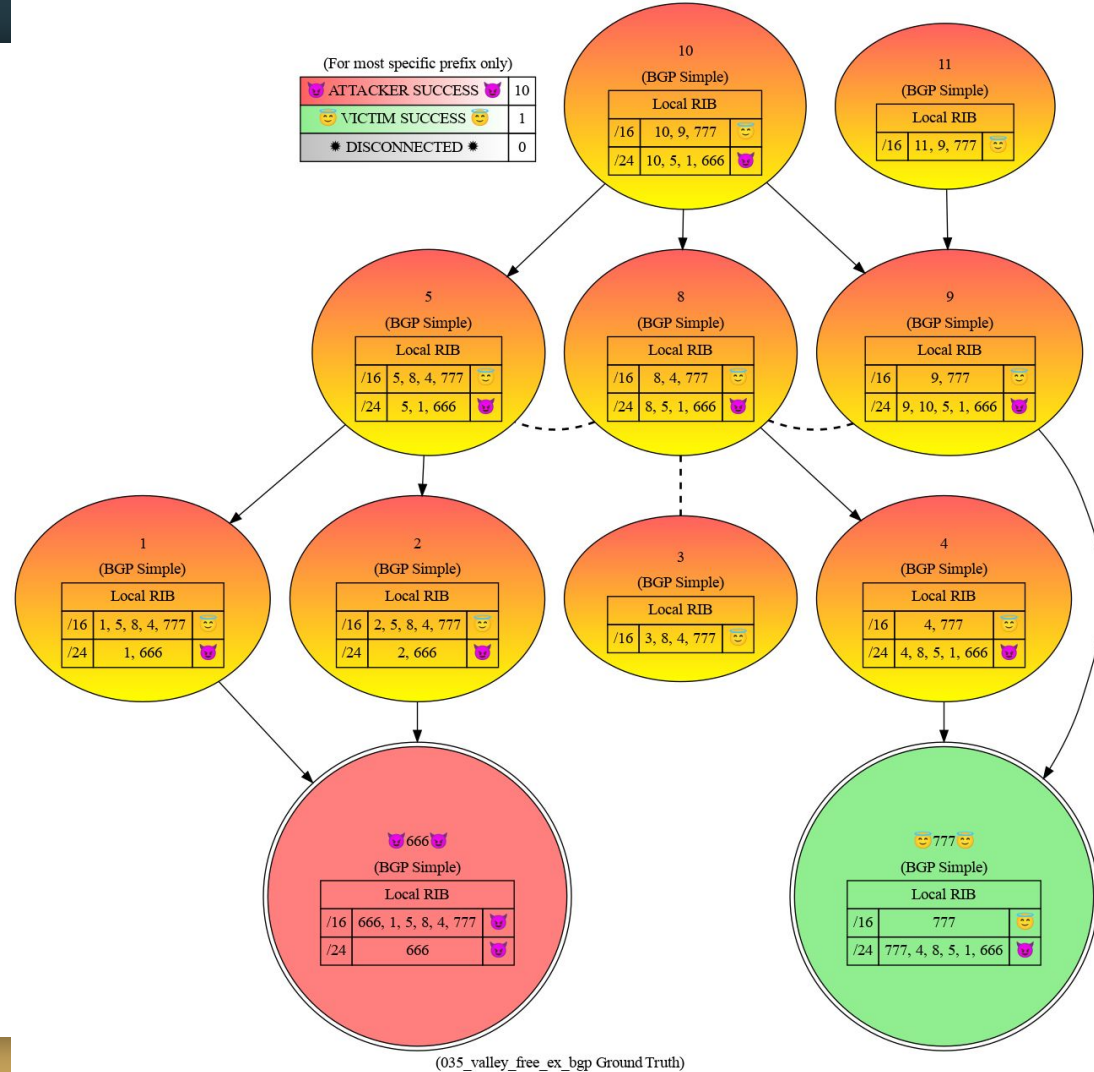 (For most specific prefix only)
😈 ATTACKER SUCCESS 😈 10
😇 VICTIM SUCCESS 😇 1
✷ DISCONNECTED ✷ 0
10
(BGP Simple)
Local RIB
/16 10, 9, 777 😇
/24 10, 5, 1, 666 😈
11
(BGP Simple)
Local RIB
/16 11, 9, 777 😇
5
(BGP Simple)
Local RIB
/16 5, 8, 4, 777 😇
/24 5, 1, 666 😈
8
(BGP Simple)
Local RIB
/16 8, 4, 777 😇
/24 8, 5, 1, 666 😈
9
(BGP Simple)
Local RIB
/16 9, 777 😇
/24 9, 10, 5, 1, 666 😈
1
(BGP Simple)
Local RIB
/16 1, 5, 8, 4, 777 😇
/24 1, 666 😈
2
(BGP Simple)
Local RIB
/16 2, 5, 8, 4, 777 😇
/24 2, 666 😈
3
(BGP Simple)
Local RIB
/16 3, 8, 4, 777 😇
4
(BGP Simple)
Local RIB
/16 4, 777 😇
/24 4, 8, 5, 1, 666 😈
😈666😈
(BGP Simple)
Local RIB
/16 666, 1, 5, 8, 4, 777 😈
/24 666 😈
😇777😇
(BGP Simple)
Local RIB
/16 777 😇
/24 777, 4, 8, 5, 1, 666 😈
(035_valley_free_ex_bgp Ground Truth)